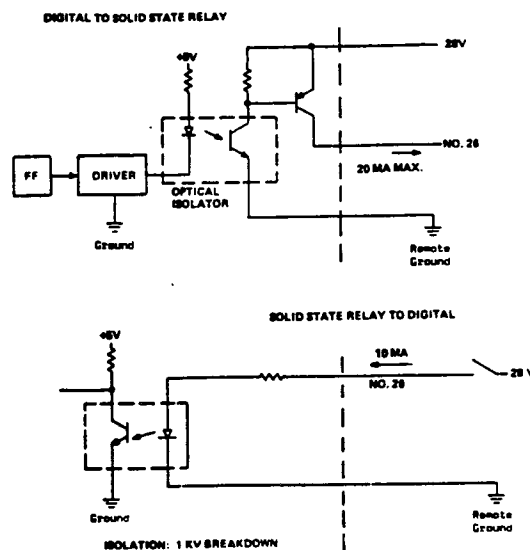 DIGITAL TO SOLID STATE RELAY
+5V
28V
NO. 26
20 MA MAX.
FF
DRIVER
OPTICAL
ISOLATOR
Ground
Remote
Ground
SOLID STATE RELAY TO DIGITAL
+5V
10 MA
NO. 26
28 V
Ground
Remote
Ground
ISOLATION: 1 KV BREAKDOWN